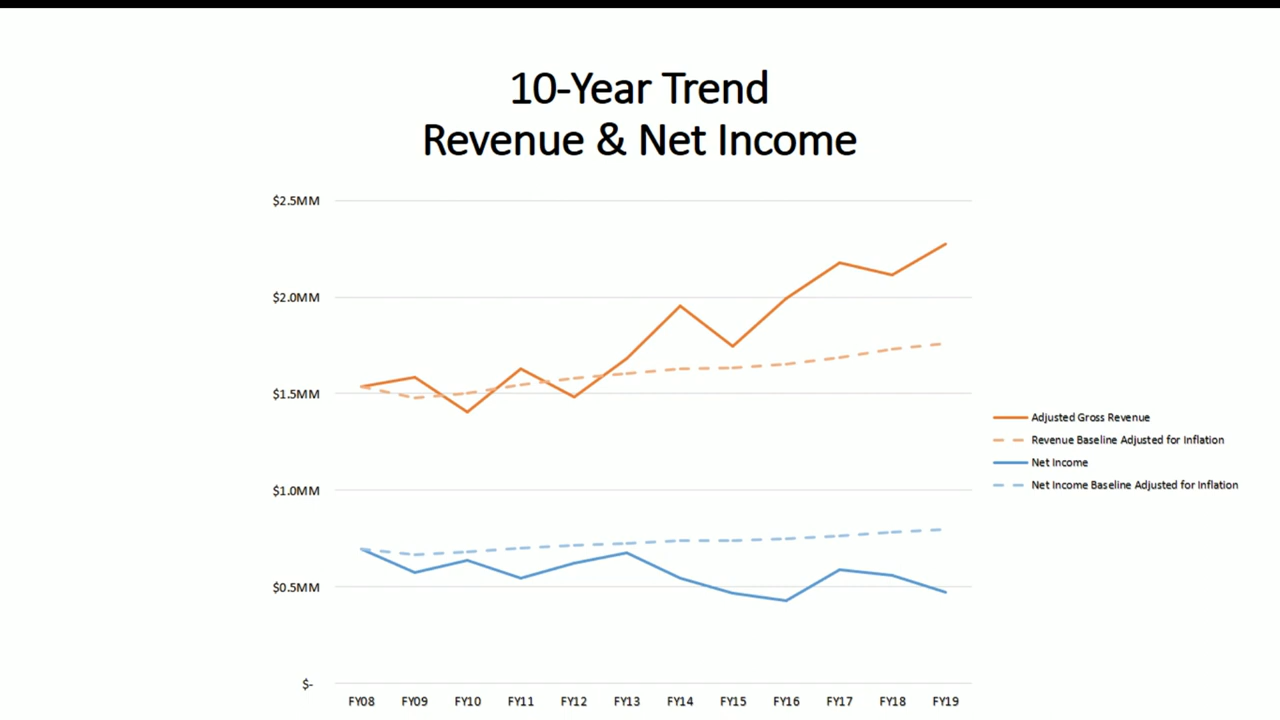 10-Year Trend
Revenue & Net Income
$2.5MM
$2.0MM
$1.5MM
$1.0MM
$0.5MM
$-
FY08 FY09 FY10 FY11 FY12 FY13 FY14 FY15 FY16 FY17 FY18 FY19
Adjusted Gross Revenue
Revenue Baseline Adjusted for Inflation
Net Income
Net Income Baseline Adjusted for Inflation